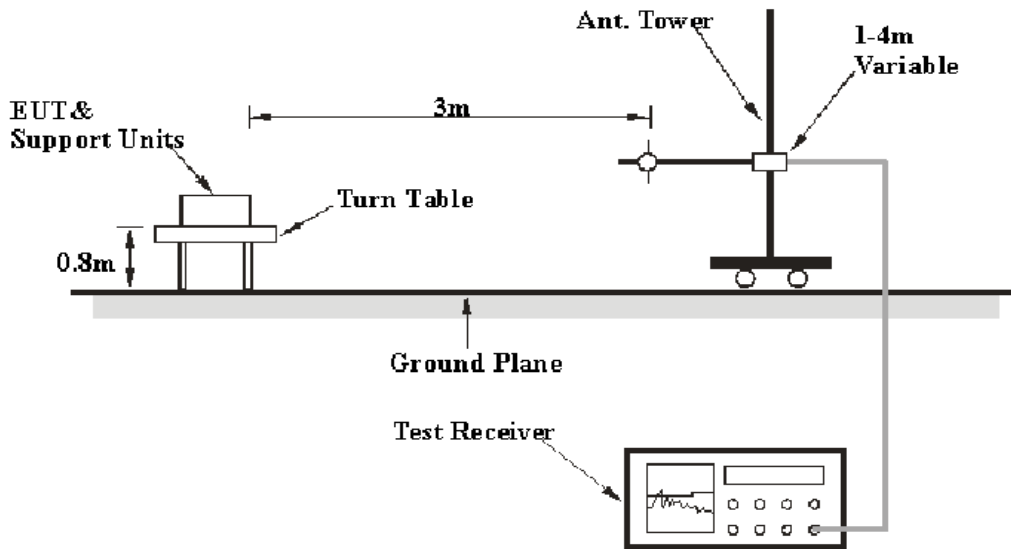 Ant. Tower
1-4m
Variable
EUT&
Support Units
3m
Turn Table
0.8m
Ground Plane
Test Receiver